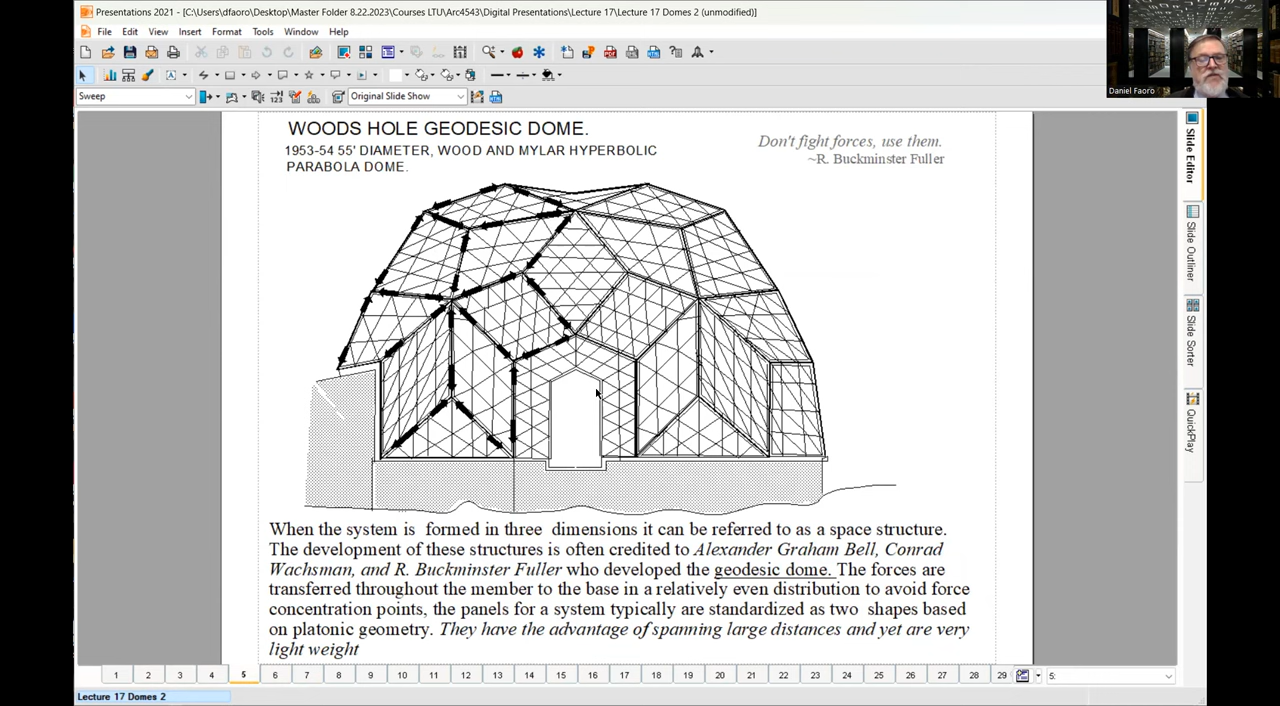 Presentations 2021 - [C:\Users\dfaoro\Desktop\Master Folder 8.22.2023\Courses LTU\Arc4543\Digital Presentations\Lecture 17\Lecture 17 Domes 2 (unmodified)]
File Edit View Insert Format Tools Window Help
Daniel Faoro
Sweep
Original Slide Show
WOODS HOLE GEODESIC DOME.
1953-54 55' DIAMETER, WOOD AND MYLAR HYPERBOLIC
PARABOLA DOME.
Don't fight forces, use them.
~R. Buckminster Fuller
When the system is formed in three dimensions it can be referred to as a space structure.
The development of these structures is often credited to Alexander Graham Bell, Conrad
Wachsman, and R. Buckminster Fuller who developed the geodesic dome. The forces are
transferred throughout the member to the base in a relatively even distribution to avoid force
concentration points, the panels for a system typically are standardized as two shapes based
on platonic geometry. They have the advantage of spanning large distances and yet are very
light weight
Slide Editor
Slide Outliner
Slide Sorter
QuickPlay
1 2 3 4 5 6 7 8 9 10 11 12 13 14 15 16 17 18 19 20 21 22 23 24 25 26 27 28 29 5:
Lecture 17 Domes 2